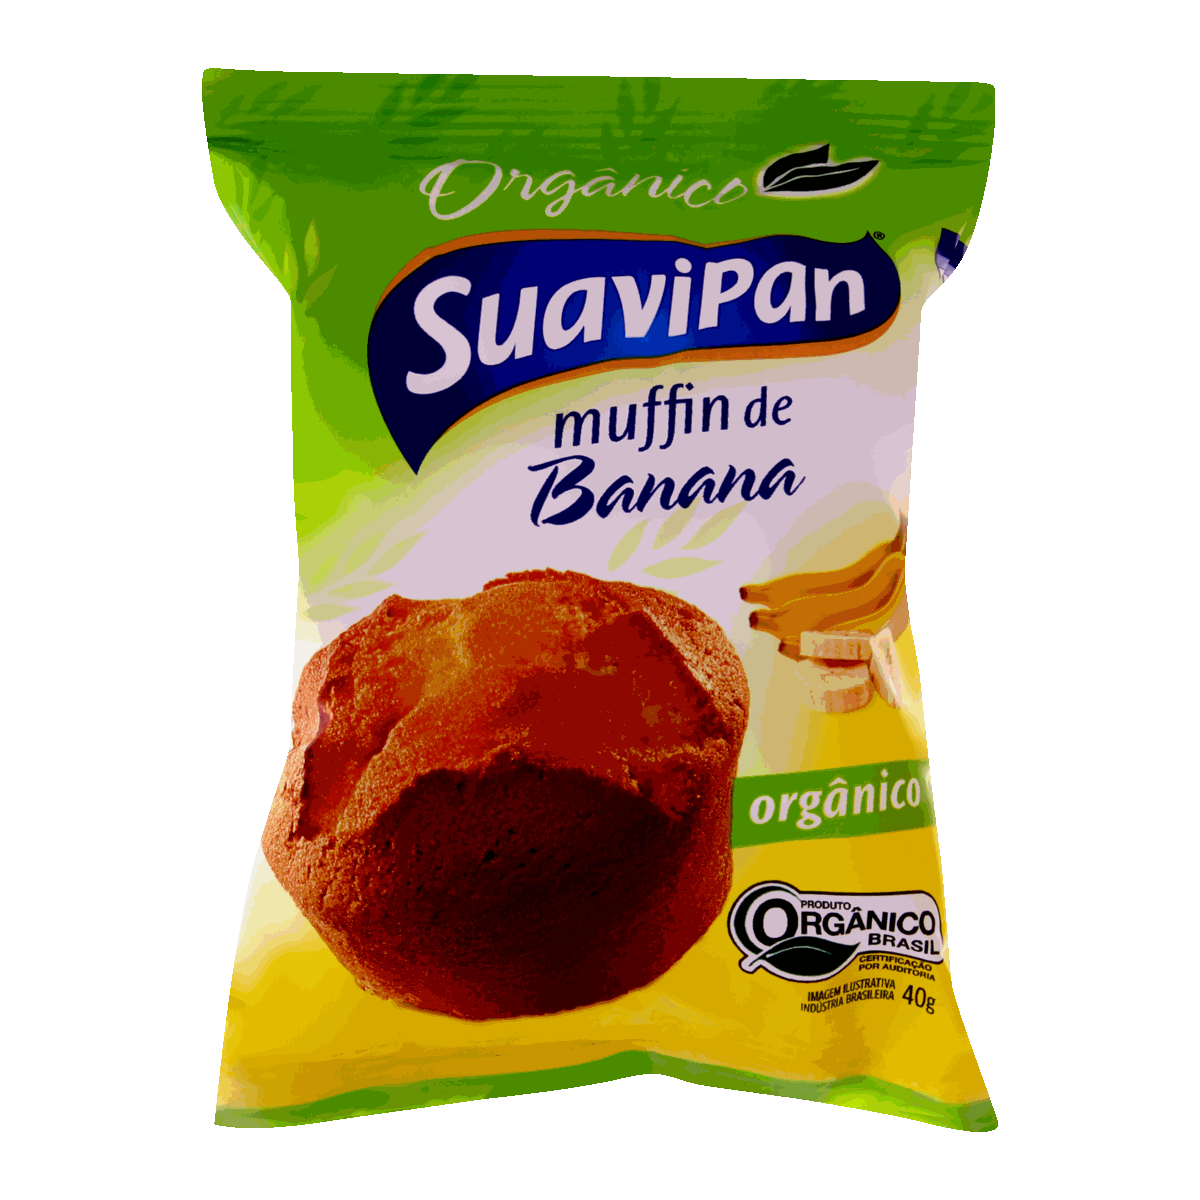 Orgânico
SuaviPan®
muffin de
Banana
orgânico
PRODUTO
ORGÂNICO
BRASIL
CERTIFICAÇÃO
POR AUDITORIA
IMAGEM ILUSTRATIVA
INDÚSTRIA BRASILEIRA 40g